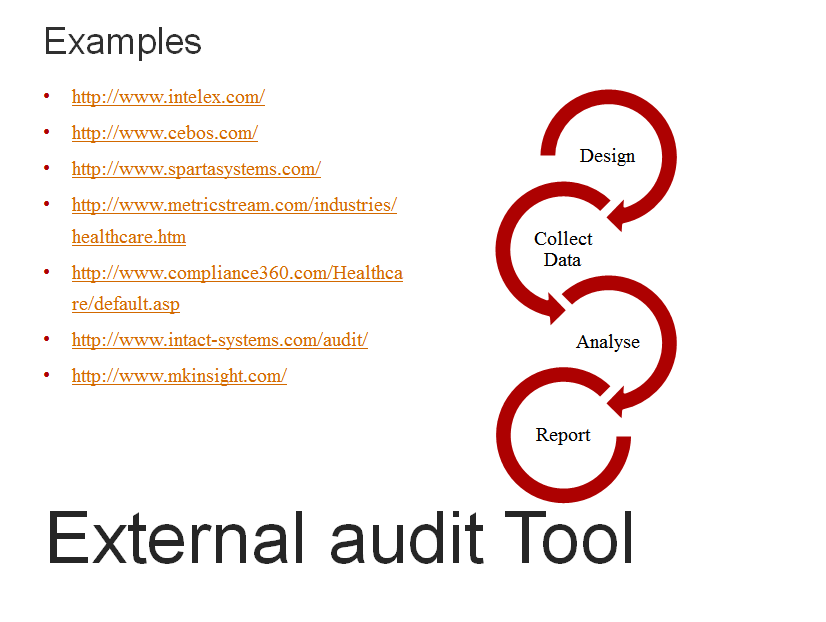 Examples
• http://www.intelex.com/
• http://www.cebos.com/
• http://www.spartasystems.com/
• http://www.metricstream.com/industries/
healthcare.htm
• http://www.compliance360.com/Healthca
re/default.asp
• http://www.intact-systems.com/audit/
• http://www.mkinsight.com/
Design
Collect
Data
Analyse
Report
External audit Tool